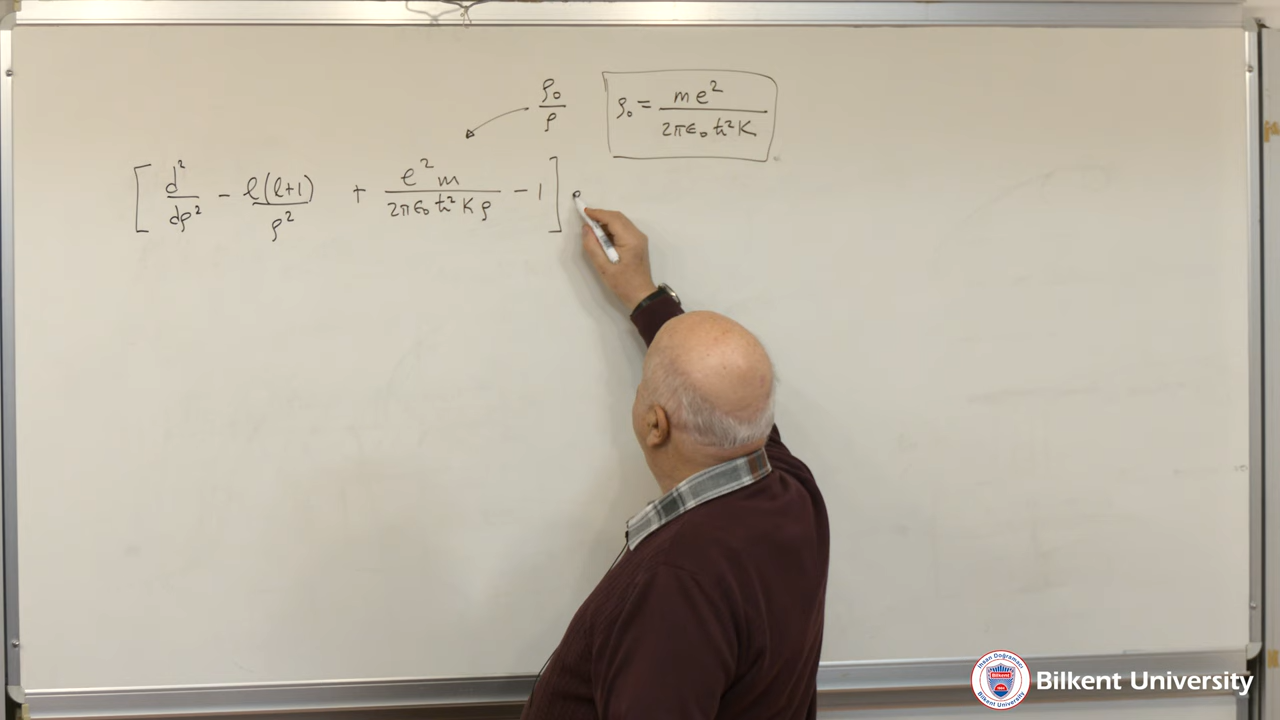 ρ₀/ρ
ρ₀ = me²/2πε₀ħ²K
[d²/dρ² - ℓ(ℓ+1)/ρ² + e²m/2πε₀ħ²Kρ - 1]
Bilkent University